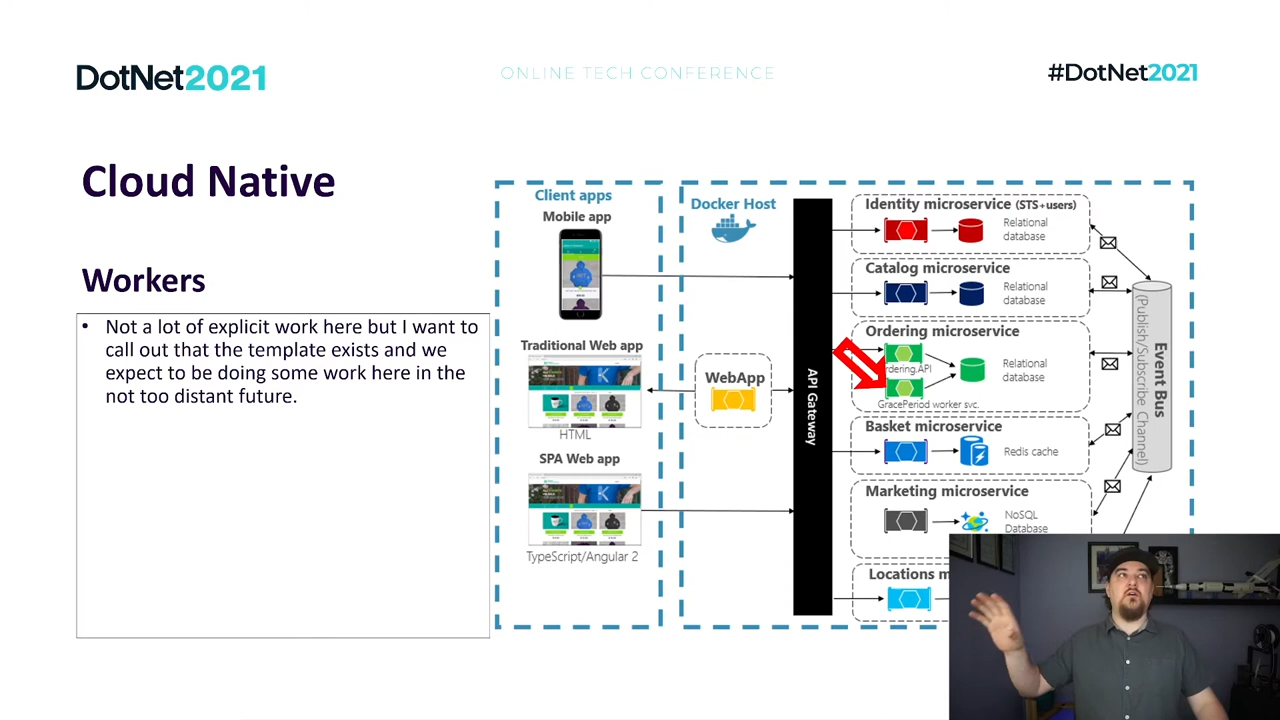 DotNet2021
ONLINE TECH CONFERENCE
#DotNet2021
Cloud Native
Workers
• Not a lot of explicit work here but I want to
call out that the template exists and we
expect to be doing some work here in the
not too distant future.
Client apps
Mobile app
Traditional Web app
HTML
SPA Web app
TypeScript/Angular 2
Docker Host
WebApp
API Gateway
Identity microservice (STS+users)
Relational
database
Catalog microservice
Relational
database
Ordering microservice
rdering.API
Relational
database
GracePeriod worker svc.
Basket microservice
Redis cache
Marketing microservice
NoSQL
Database
Locations m
Event Bus
(Publish/Subscribe Channel)